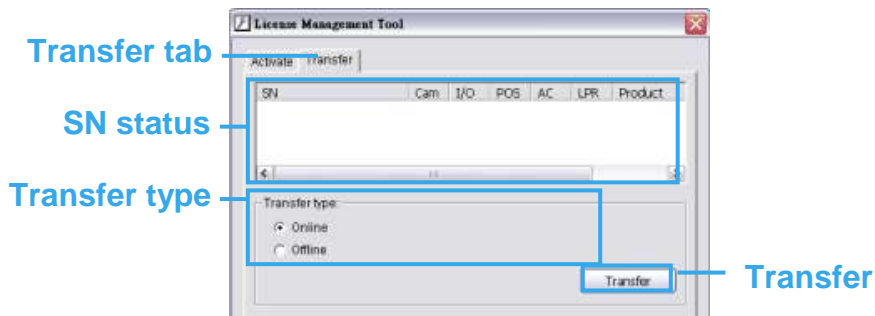 License Management Tool
Transfer tab
Activate Transfer
SN Cam I/O POS AC LPR Product
SN status
Transfer type
Transfer type:
Online
Offline
Transfer
Transfer